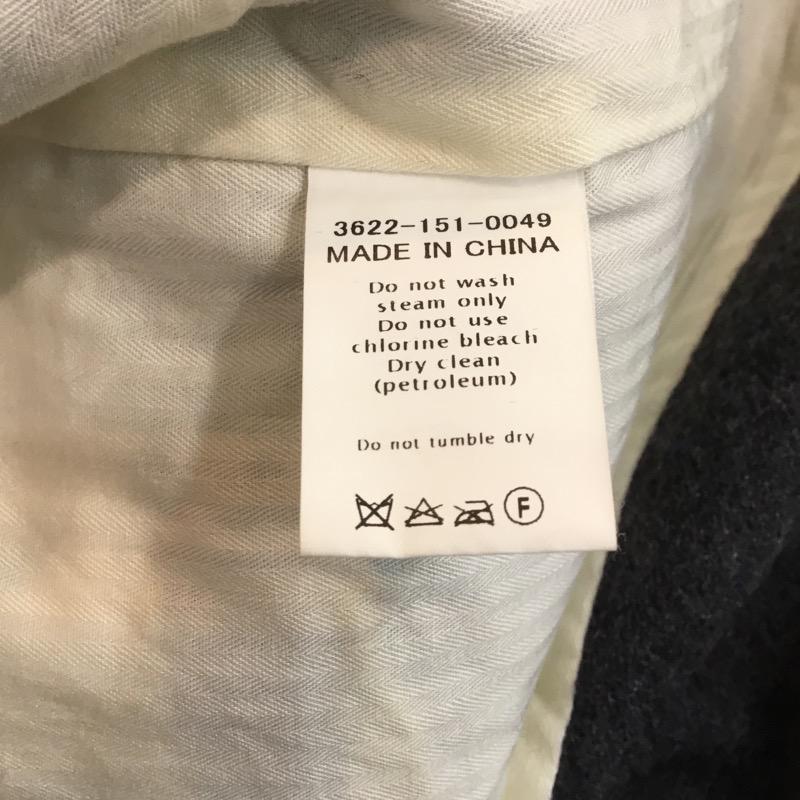 3622-151-0049
MADE IN CHINA
Do not wash
steam only
Do not use
chlorine bleach
Dry clean
(petroleum)
Do not tumble dry
F